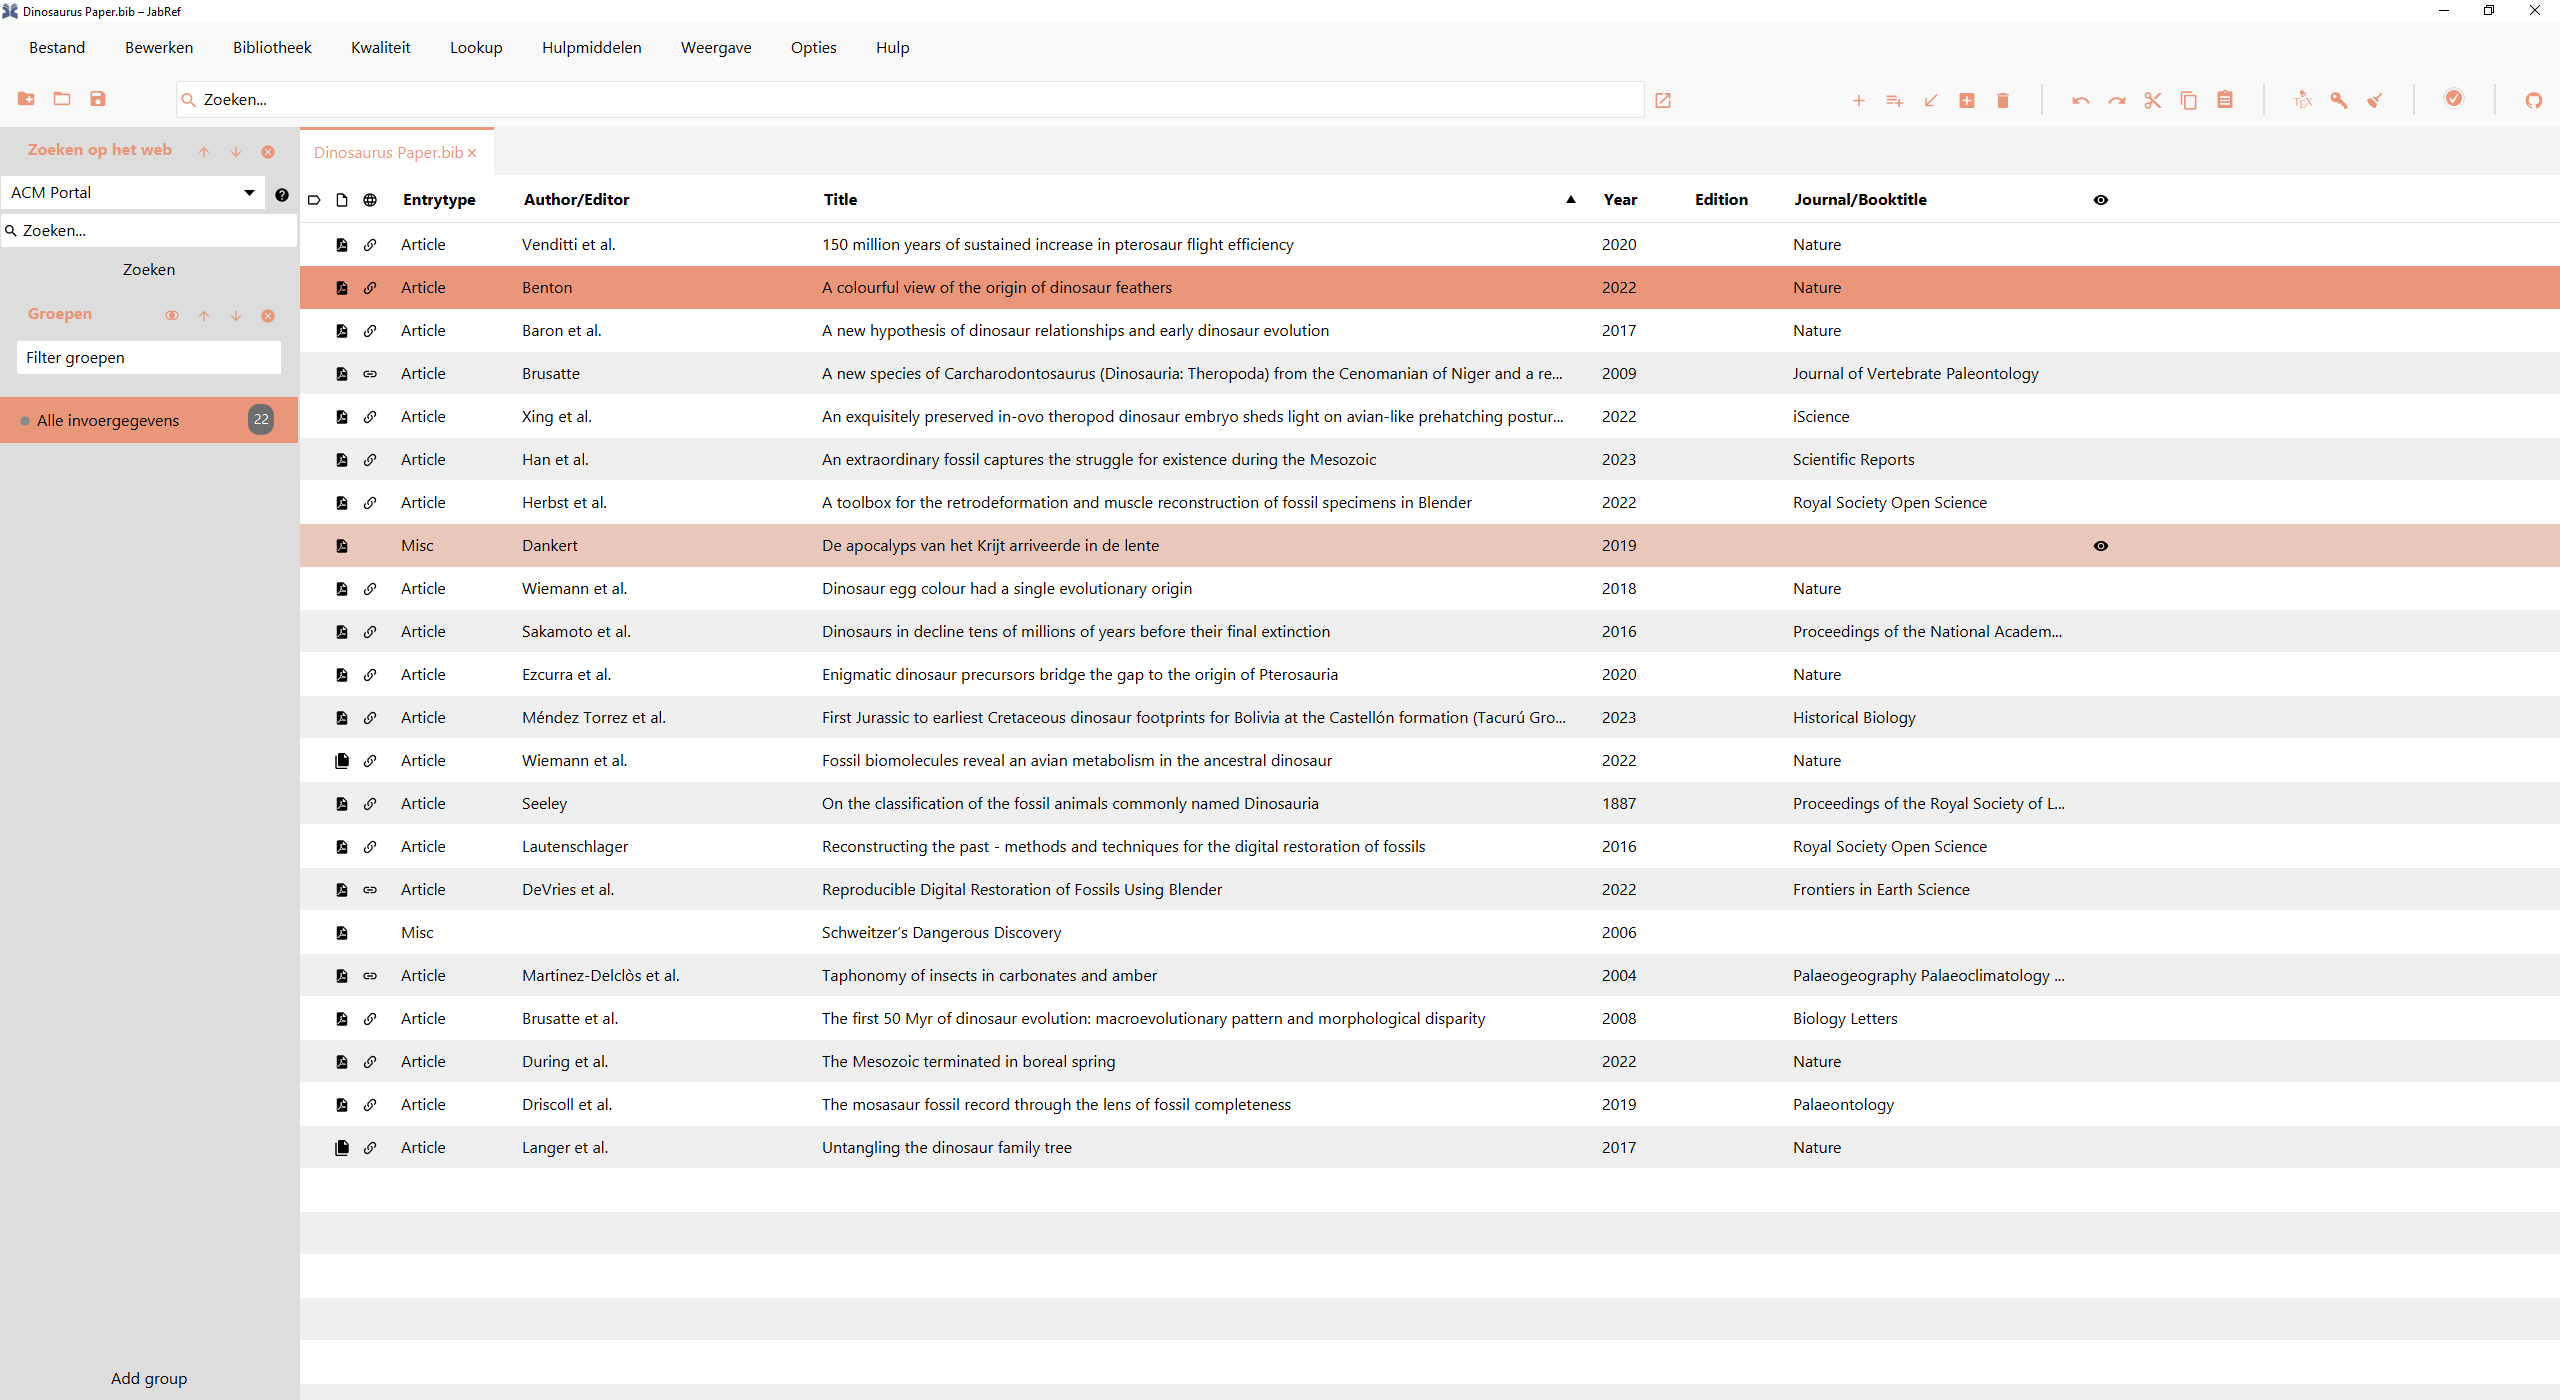 Dinosaurus Paper.bib – JabRef
Bestand Bewerken Bibliotheek Kwaliteit Lookup Hulpmiddelen Weergave Opties Hulp
Zoeken...
Zoeken op het web
ACM Portal
Zoeken...
Zoeken
Groepen
Filter groepen
Alle invoergegevens 22
Add group
Dinosaurus Paper.bib
Entrytype Author/Editor Title Year Edition Journal/Booktitle
Article Venditti et al. 150 million years of sustained increase in pterosaur flight efficiency 2020 Nature
Article Benton A colourful view of the origin of dinosaur feathers 2022 Nature
Article Baron et al. A new hypothesis of dinosaur relationships and early dinosaur evolution 2017 Nature
Article Brusatte A new species of Carcharodontosaurus (Dinosauria: Theropoda) from the Cenomanian of Niger and a re... 2009 Journal of Vertebrate Paleontology
Article Xing et al. An exquisitely preserved in-ovo theropod dinosaur embryo sheds light on avian-like prehatching postur... 2022 iScience
Article Han et al. An extraordinary fossil captures the struggle for existence during the Mesozoic 2023 Scientific Reports
Article Herbst et al. A toolbox for the retrodeformation and muscle reconstruction of fossil specimens in Blender 2022 Royal Society Open Science
Misc Dankert De apocalyps van het Krijt arriveerde in de lente 2019
Article Wiemann et al. Dinosaur egg colour had a single evolutionary origin 2018 Nature
Article Sakamoto et al. Dinosaurs in decline tens of millions of years before their final extinction 2016 Proceedings of the National Academ...
Article Ezcurra et al. Enigmatic dinosaur precursors bridge the gap to the origin of Pterosauria 2020 Nature
Article Méndez Torrez et al. First Jurassic to earliest Cretaceous dinosaur footprints for Bolivia at the Castellón formation (Tacurú Gro... 2023 Historical Biology
Article Wiemann et al. Fossil biomolecules reveal an avian metabolism in the ancestral dinosaur 2022 Nature
Article Seeley On the classification of the fossil animals commonly named Dinosauria 1887 Proceedings of the Royal Society of L...
Article Lautenschlager Reconstructing the past - methods and techniques for the digital restoration of fossils 2016 Royal Society Open Science
Article DeVries et al. Reproducible Digital Restoration of Fossils Using Blender 2022 Frontiers in Earth Science
Misc Schweitzer’s Dangerous Discovery 2006
Article Martínez-Delclòs et al. Taphonomy of insects in carbonates and amber 2004 Palaeogeography Palaeoclimatology ...
Article Brusatte et al. The first 50 Myr of dinosaur evolution: macroevolutionary pattern and morphological disparity 2008 Biology Letters
Article During et al. The Mesozoic terminated in boreal spring 2022 Nature
Article Driscoll et al. The mosasaur fossil record through the lens of fossil completeness 2019 Palaeontology
Article Langer et al. Untangling the dinosaur family tree 2017 Nature